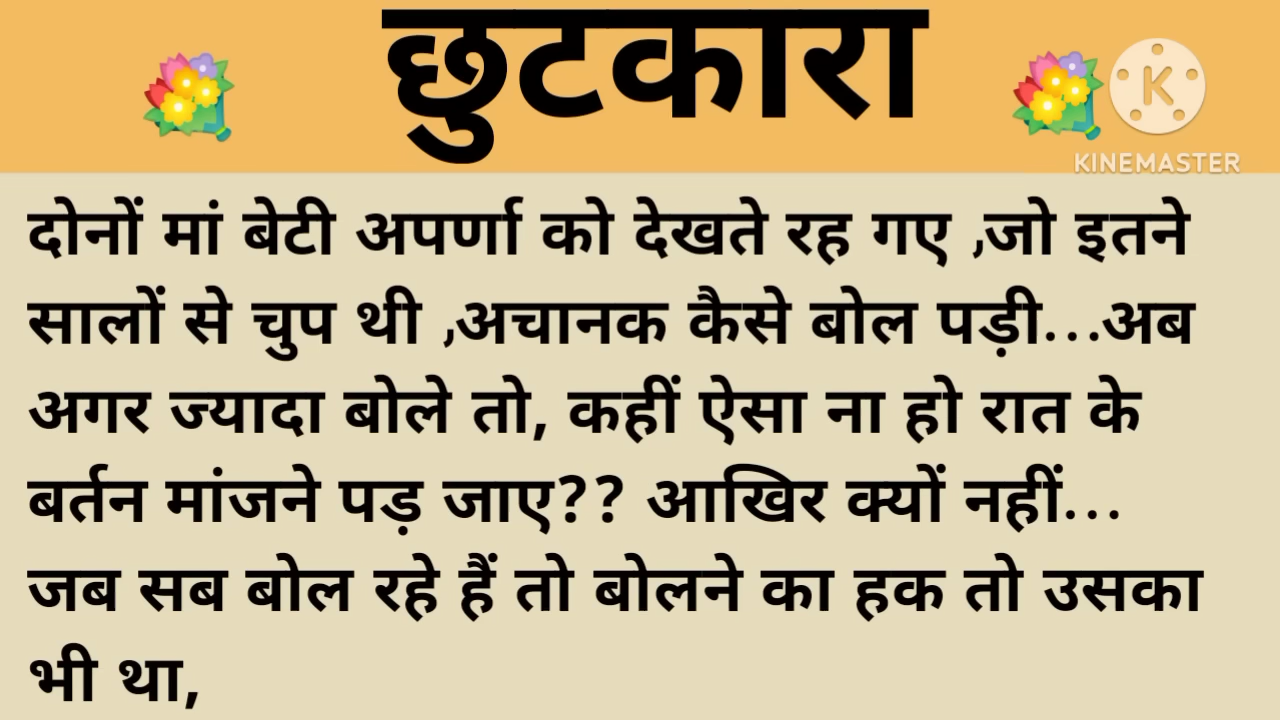 छुटकारा
KINEMASTER
दोनों मां बेटी अपर्णा को देखते रह गए ,जो इतने
सालों से चुप थी ,अचानक कैसे बोल पड़ी...अब
अगर ज्यादा बोले तो, कहीं ऐसा ना हो रात के
बर्तन मांजने पड़ जाए?? आखिर क्यों नहीं...
जब सब बोल रहे हैं तो बोलने का हक तो उसका
भी था,